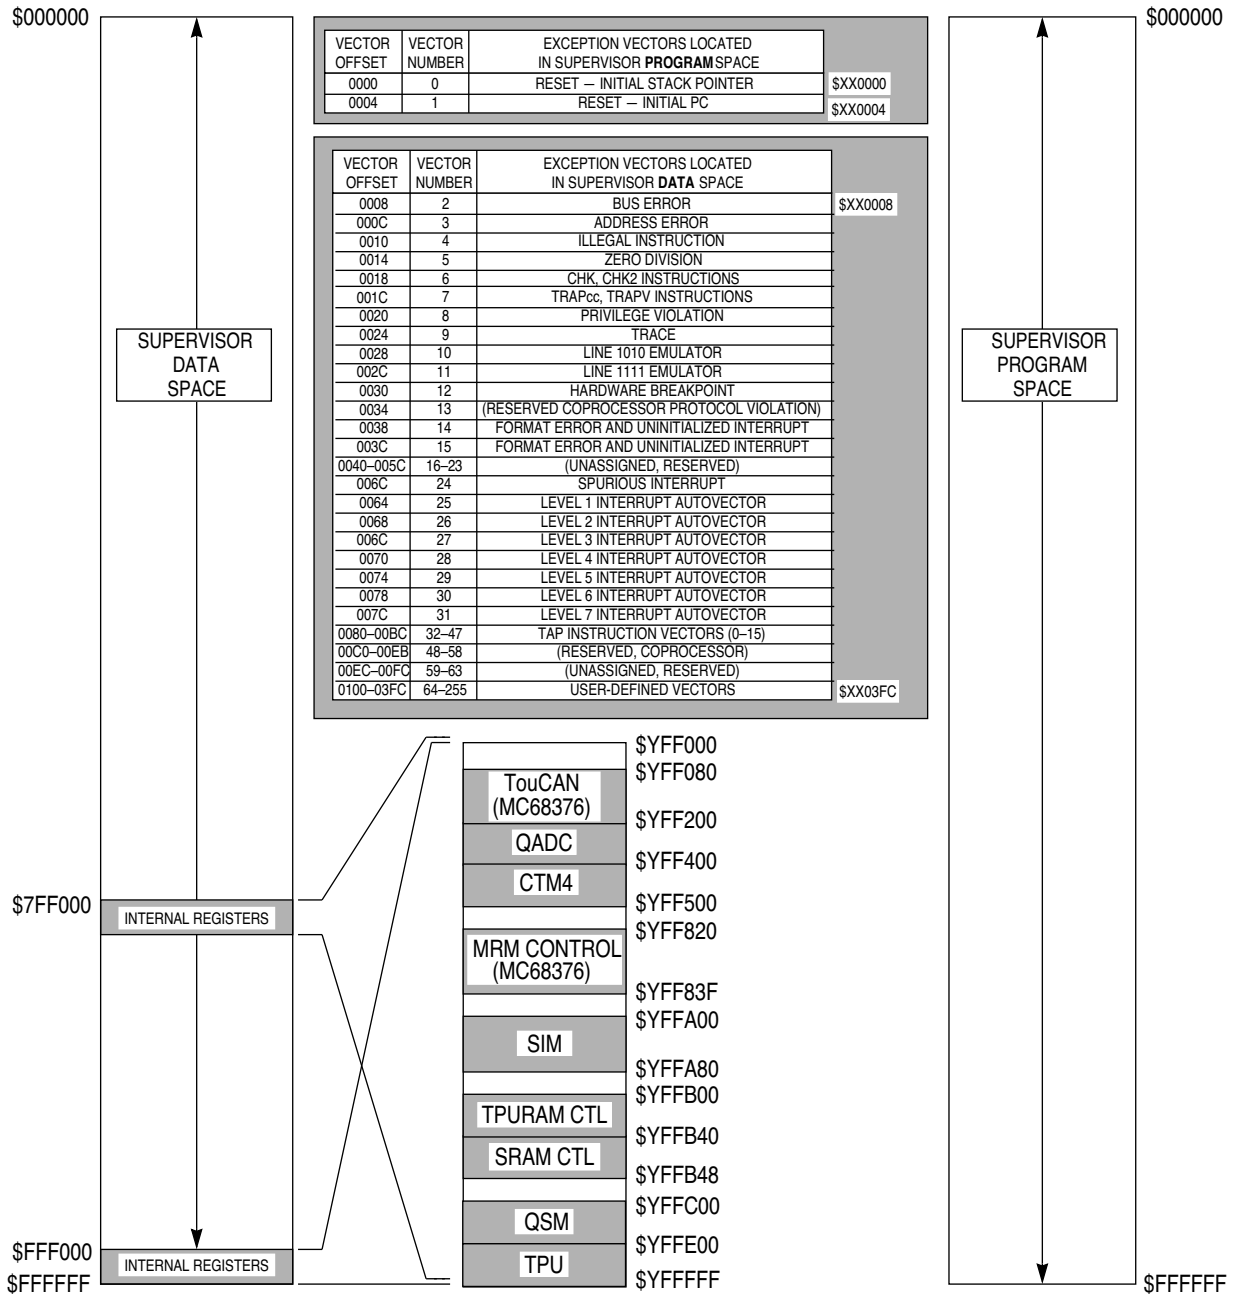 $000000
$000000
VECTOR OFFSET VECTOR NUMBER EXCEPTION VECTORS LOCATED IN SUPERVISOR PROGRAM SPACE
0000 0 RESET — INITIAL STACK POINTER $XX0000
0004 1 RESET — INITIAL PC $XX0004
VECTOR OFFSET VECTOR NUMBER EXCEPTION VECTORS LOCATED IN SUPERVISOR DATA SPACE
0008 2 BUS ERROR $XX0008
000C 3 ADDRESS ERROR
0010 4 ILLEGAL INSTRUCTION
0014 5 ZERO DIVISION
0018 6 CHK, CHK2 INSTRUCTIONS
001C 7 TRAPcc, TRAPV INSTRUCTIONS
0020 8 PRIVILEGE VIOLATION
0024 9 TRACE
0028 10 LINE 1010 EMULATOR
002C 11 LINE 1111 EMULATOR
0030 12 HARDWARE BREAKPOINT
0034 13 (RESERVED COPROCESSOR PROTOCOL VIOLATION)
0038 14 FORMAT ERROR AND UNINITIALIZED INTERRUPT
003C 15 FORMAT ERROR AND UNINITIALIZED INTERRUPT
0040–005C 16–23 (UNASSIGNED, RESERVED)
006C 24 SPURIOUS INTERRUPT
0064 25 LEVEL 1 INTERRUPT AUTOVECTOR
0068 26 LEVEL 2 INTERRUPT AUTOVECTOR
006C 27 LEVEL 3 INTERRUPT AUTOVECTOR
0070 28 LEVEL 4 INTERRUPT AUTOVECTOR
0074 29 LEVEL 5 INTERRUPT AUTOVECTOR
0078 30 LEVEL 6 INTERRUPT AUTOVECTOR
007C 31 LEVEL 7 INTERRUPT AUTOVECTOR
0080–00BC 32–47 TAP INSTRUCTION VECTORS (0–15)
00C0–00EB 48–58 (RESERVED, COPROCESSOR)
00EC–00FC 59–63 (UNASSIGNED, RESERVED)
0100–03FC 64–255 USER-DEFINED VECTORS $XX03FC
SUPERVISOR
DATA
SPACE
SUPERVISOR
PROGRAM
SPACE
$7FF000
INTERNAL REGISTERS
$FFF000
INTERNAL REGISTERS
$FFFFFF
$YFF000
$YFF080
TouCAN
(MC68376)
$YFF200
QADC
$YFF400
CTM4
$YFF500
$YFF820
MRM CONTROL
(MC68376)
$YFF83F
$YFFA00
SIM
$YFFA80
$YFFB00
TPURAM CTL
$YFFB40
SRAM CTL
$YFFB48
$YFFC00
QSM
$YFFE00
TPU
$YFFFFF
$FFFFFF